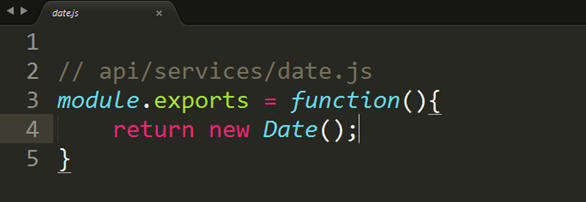 date.js ×
1
2 // api/services/date.js
3 module.exports = function(){
4     return new Date();
5 }